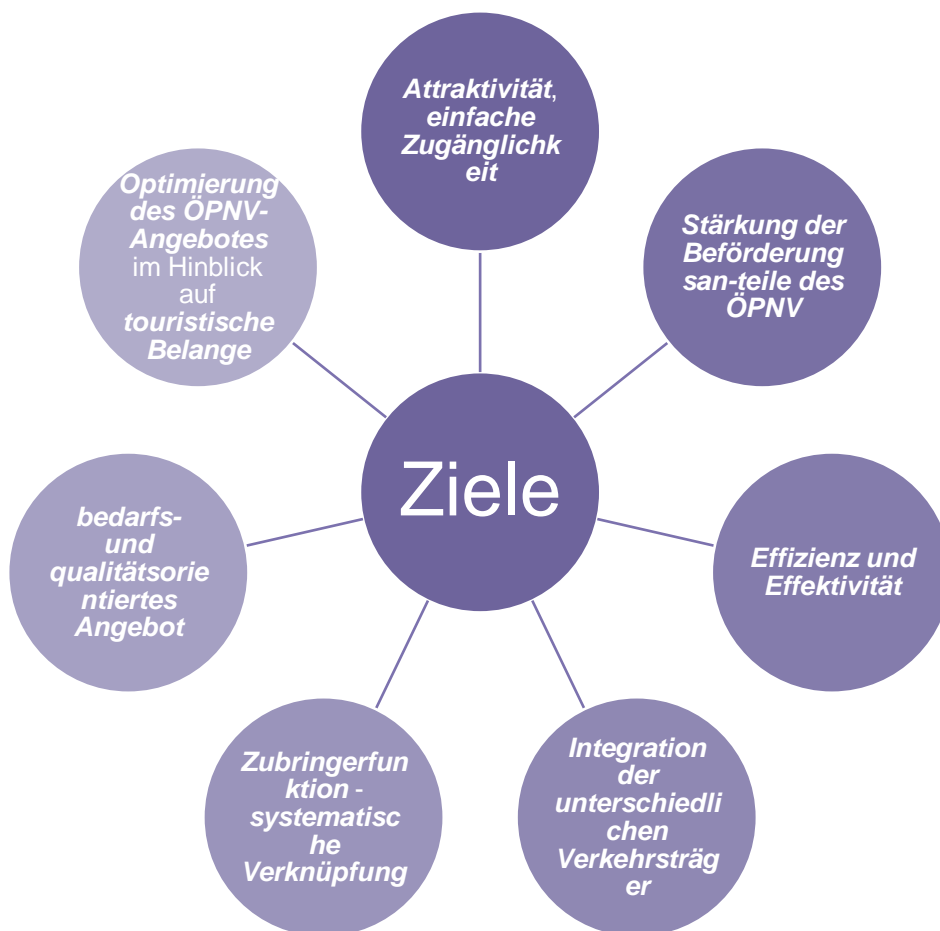 Attraktivität,
einfache
Zugänglichk
eit
Stärkung der
Beförderung
san-teile des
ÖPNV
Effizienz und
Effektivität
Integration
der
unterschiedli
chen
Verkehrsträg
er
Zubringerfun
ktion -
systematisc
he
Verknüpfung
bedarfs-
und
qualitätsorie
ntiertes
Angebot
Optimierung
des ÖPNV-
Angebotes
im Hinblick
auf
touristische
Belange
Ziele